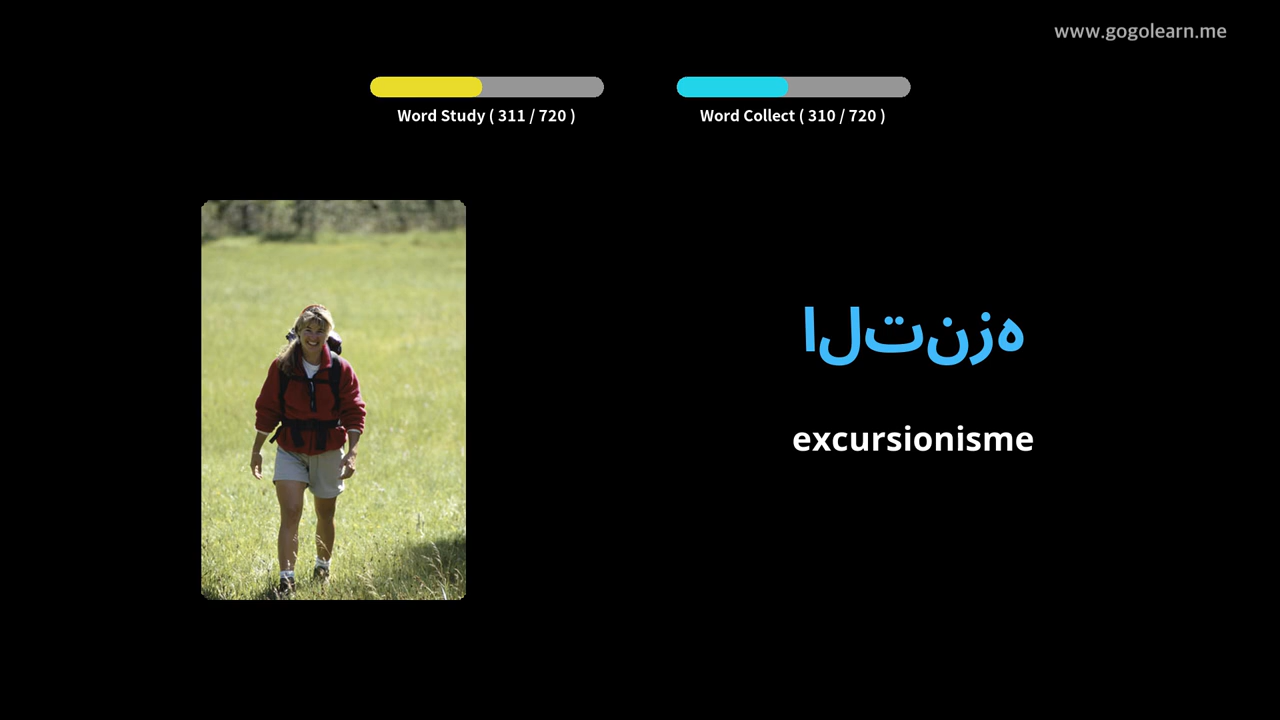 www.gogolearn.me
Word Study ( 311 / 720 )
Word Collect ( 310 / 720 )
التنزه
excursionisme